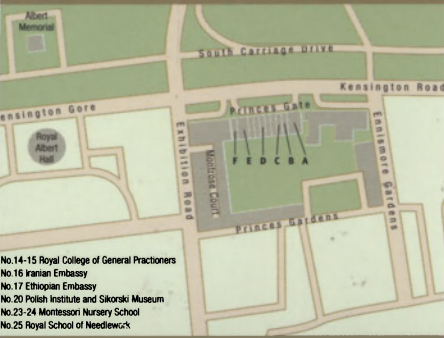 Albert
Memorial
South Carriage Drive
Kensington Road
ensington Gore
Princes Gate
Royal
Albert
Hall
Exhibition Road
Montrose Court
F E D C B A
Ennismore Gardens
Princes Gardens
No.14-15 Royal College of General Practioners
No.16 Iranian Embassy
No.17 Ethiopian Embassy
No.20 Polish Institute and Sikorski Museum
No.23-24 Montessori Nursery School
No.25 Royal School of Needlework